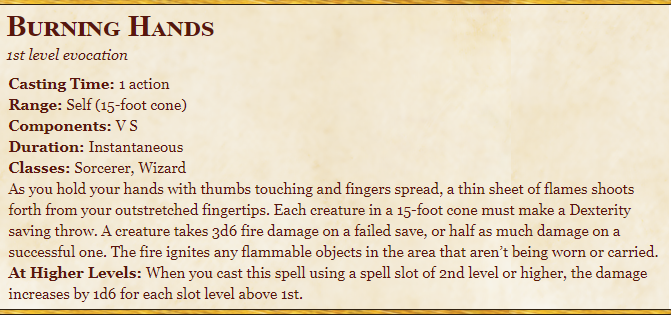 Burning Hands
1st level evocation
Casting Time: 1 action
Range: Self (15-foot cone)
Components: V S
Duration: Instantaneous
Classes: Sorcerer, Wizard
As you hold your hands with thumbs touching and fingers spread, a thin sheet of flames shoots
forth from your outstretched fingertips. Each creature in a 15-foot cone must make a Dexterity
saving throw. A creature takes 3d6 fire damage on a failed save, or half as much damage on a
successful one. The fire ignites any flammable objects in the area that aren't being worn or carried.
At Higher Levels: When you cast this spell using a spell slot of 2nd level or higher, the damage
increases by 1d6 for each slot level above 1st.